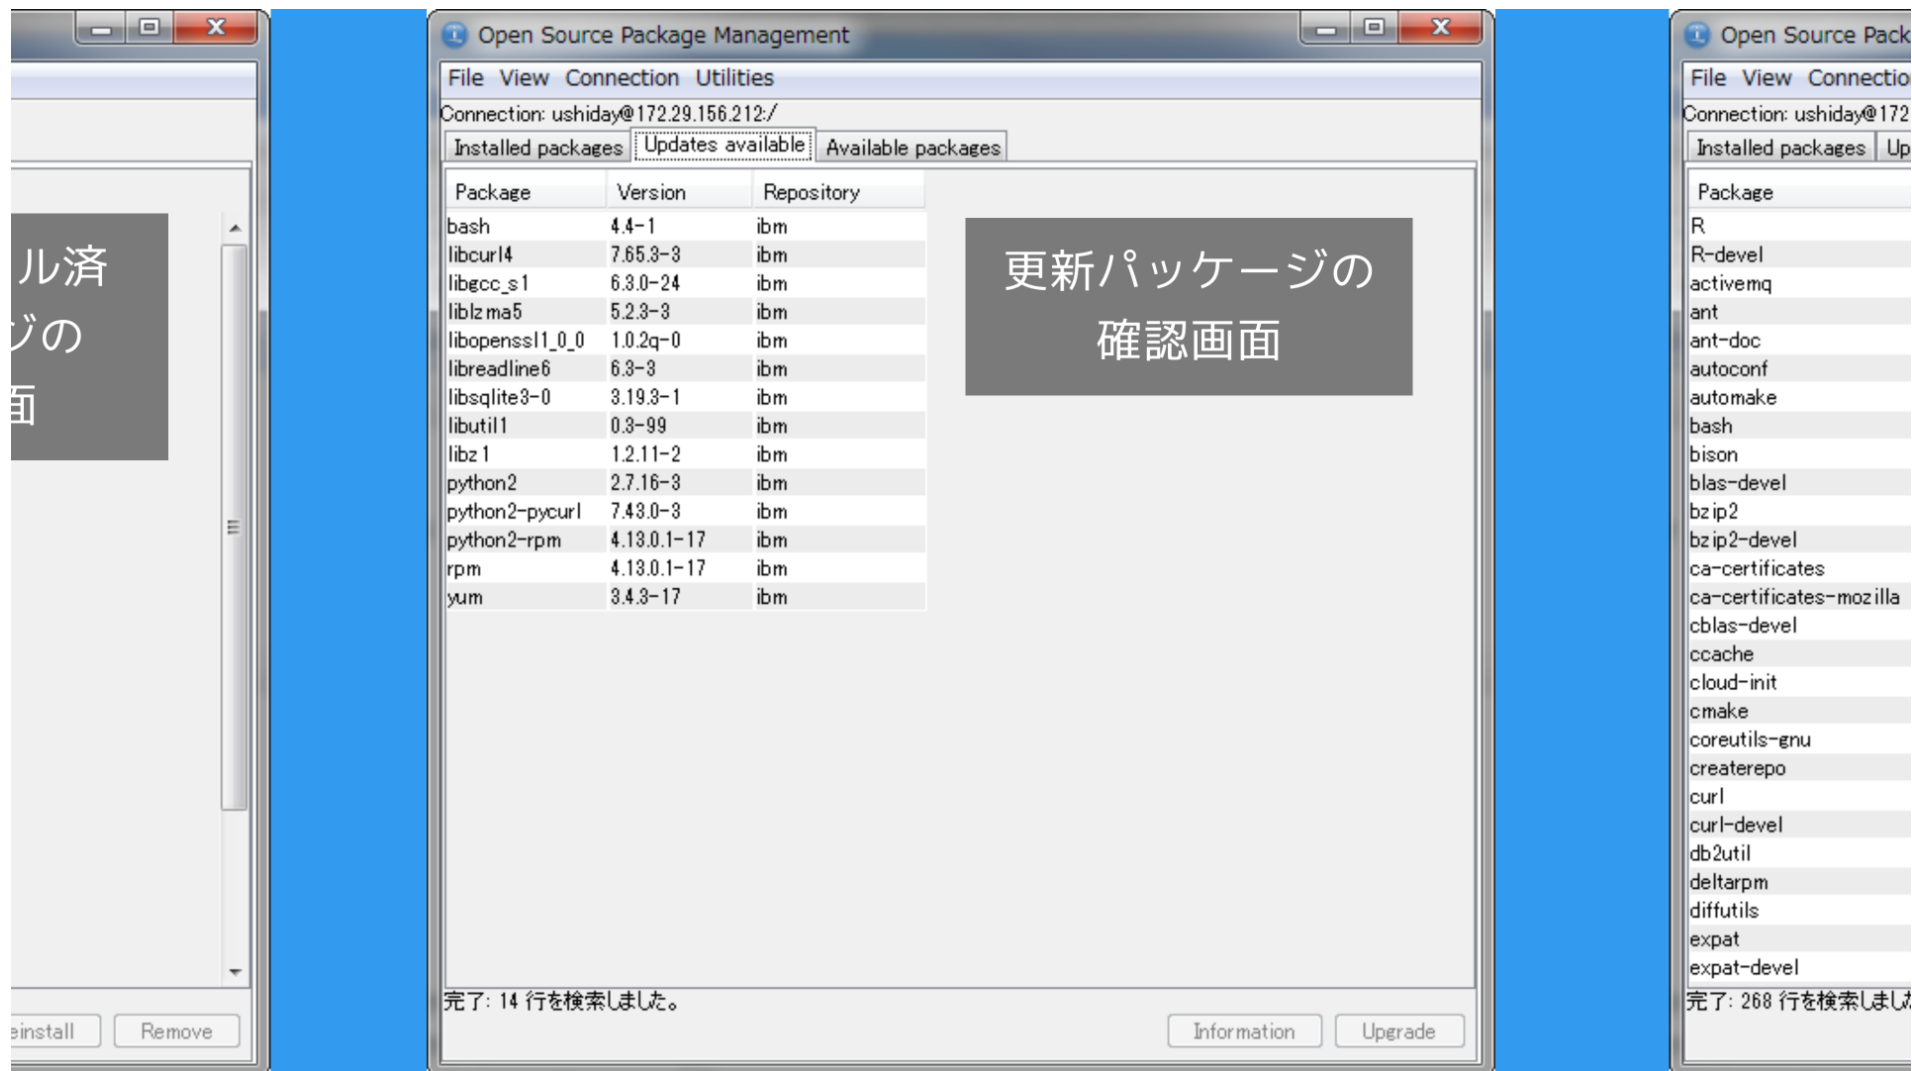 ル済
ジの
面
einstall
Remove
Open Source Package Management
File View Connection Utilities
Connection: ushiday@172.29.156.212:/
Installed packages Updates available Available packages
Package Version Repository
bash 4.4-1 ibm
libcurl4 7.65.3-3 ibm
libgcc_s1 6.3.0-24 ibm
liblzma5 5.2.3-3 ibm
libopenssl1_0_0 1.0.2q-0 ibm
libreadline6 6.3-3 ibm
libsqlite3-0 3.19.3-1 ibm
libutil1 0.3-99 ibm
libz1 1.2.11-2 ibm
python2 2.7.16-3 ibm
python2-pycurl 7.43.0-3 ibm
python2-rpm 4.13.0.1-17 ibm
rpm 4.13.0.1-17 ibm
yum 3.4.3-17 ibm
更新パッケージの
確認画面
完了: 14 行を検索しました。
Information Upgrade
Open Source Pack
File View Connectio
Connection: ushiday@172
Installed packages Up
Package
R
R-devel
activemq
ant
ant-doc
autoconf
automake
bash
bison
blas-devel
bzip2
bzip2-devel
ca-certificates
ca-certificates-mozilla
cblas-devel
ccache
cloud-init
cmake
coreutils-gnu
createrepo
curl
curl-devel
db2util
deltarpm
diffutils
expat
expat-devel
完了: 268 行を検索しました